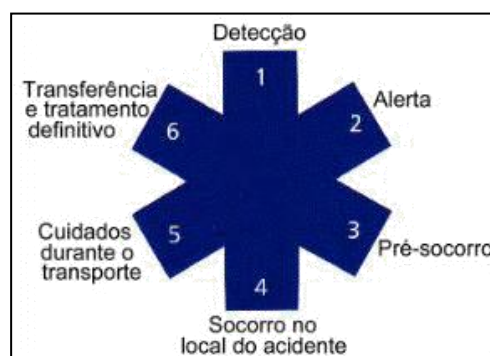 Detecção
1
Alerta
2
Pré-socorro
3
Socorro no
local do acidente
4
Cuidados
durante o
transporte
5
Transferência
e tratamento
definitivo
6